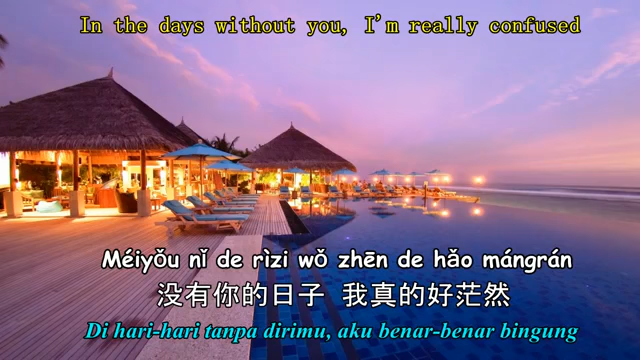 In the days without you, I'm really confused
Méiyǒu nǐ de rìzi wǒ zhēn de hǎo mángrán
没有你的日子 我真的好茫然
Di hari-hari tanpa dirimu, aku benar-benar bingung